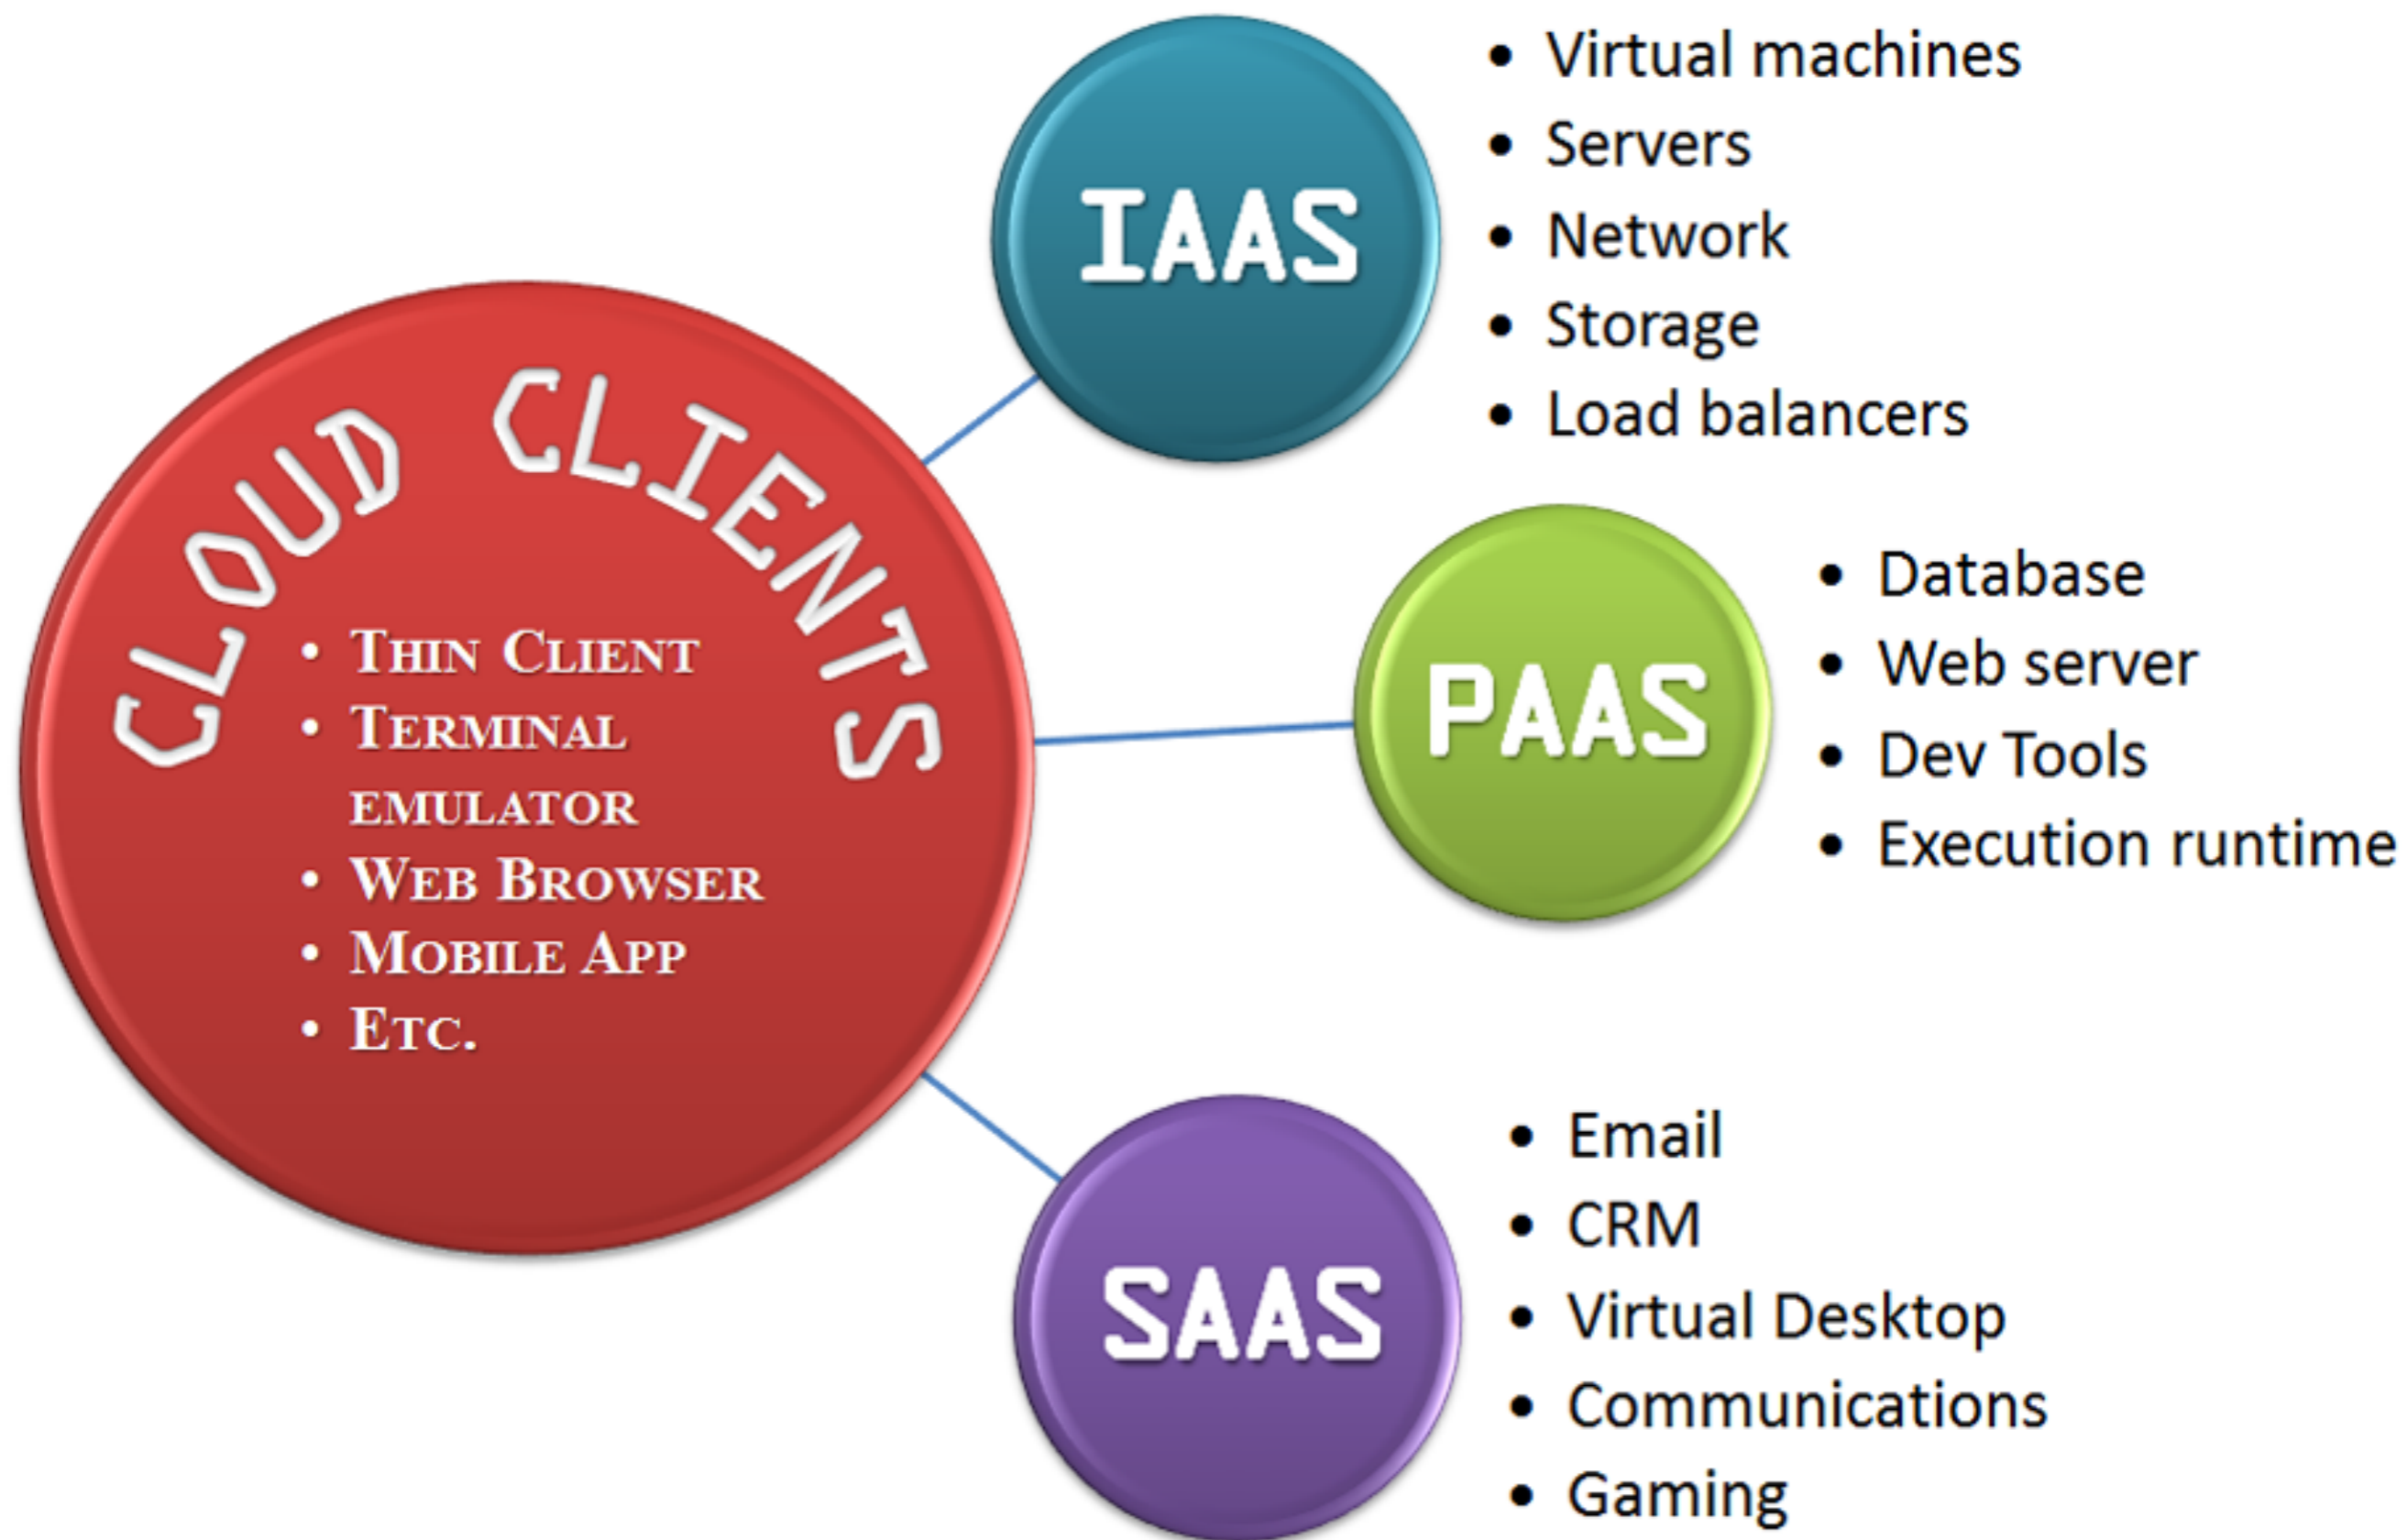 CLOUD CLIENTS
• THIN CLIENT
• TERMINAL
EMULATOR
• WEB BROWSER
• MOBILE APP
• ETC.
IAAS
• Virtual machines
• Servers
• Network
• Storage
• Load balancers
PAAS
• Database
• Web server
• Dev Tools
• Execution runtime
SAAS
• Email
• CRM
• Virtual Desktop
• Communications
• Gaming